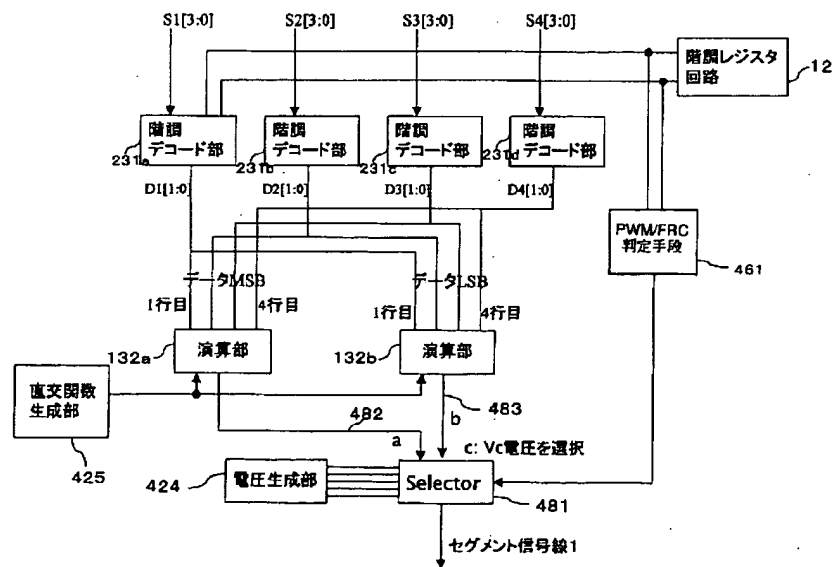 S1[3:0]
S2[3:0]
S3[3:0]
S4[3:0]
階調レジスタ
回路
12
階調
デコード部
231a
階調
デコード部
231b
階調
デコード部
231c
階調
デコード部
231d
D1[1:0]
D2[1:0]
D3[1:0]
D4[1:0]
PWM/FRC
判定手段
461
データMSB
データLSB
1行目
4行目
1行目
4行目
132a
演算部
132b
演算部
直交関数
生成部
425
482
a
483
b
c: Vc電圧を選択
424
電圧生成部
Selector
481
セグメント信号線1